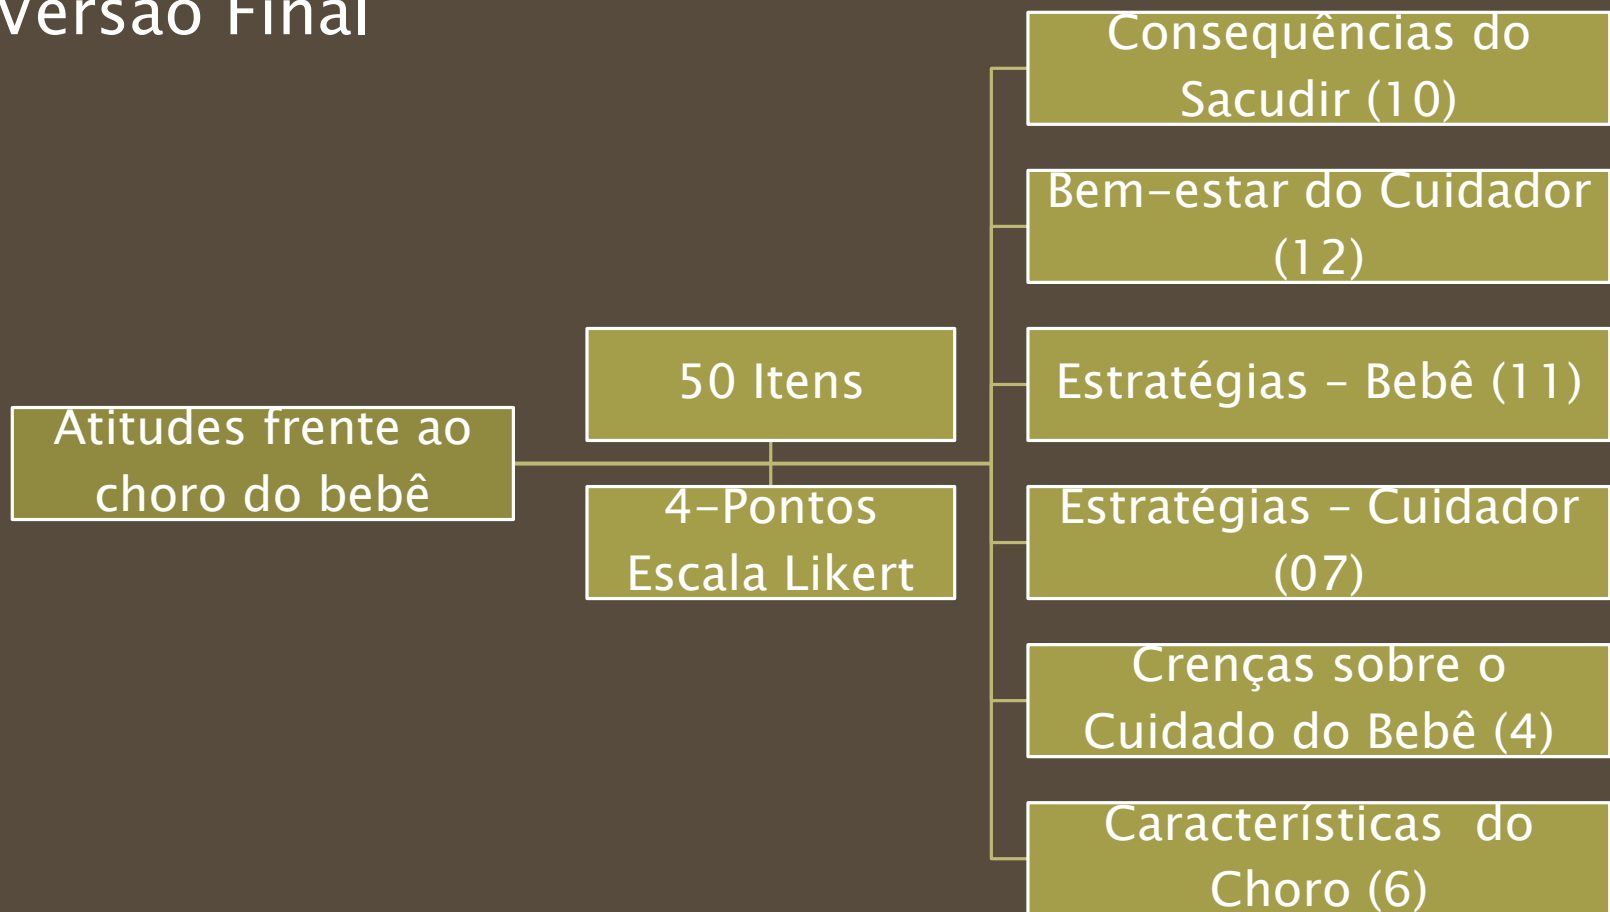 Versão Final
Atitudes frente ao
choro do bebê
50 Itens
4-Pontos
Escala Likert
Consequências do
Sacudir (10)
Bem-estar do Cuidador
(12)
Estratégias – Bebê (11)
Estratégias – Cuidador
(07)
Crenças sobre o
Cuidado do Bebê (4)
Características do
Choro (6)